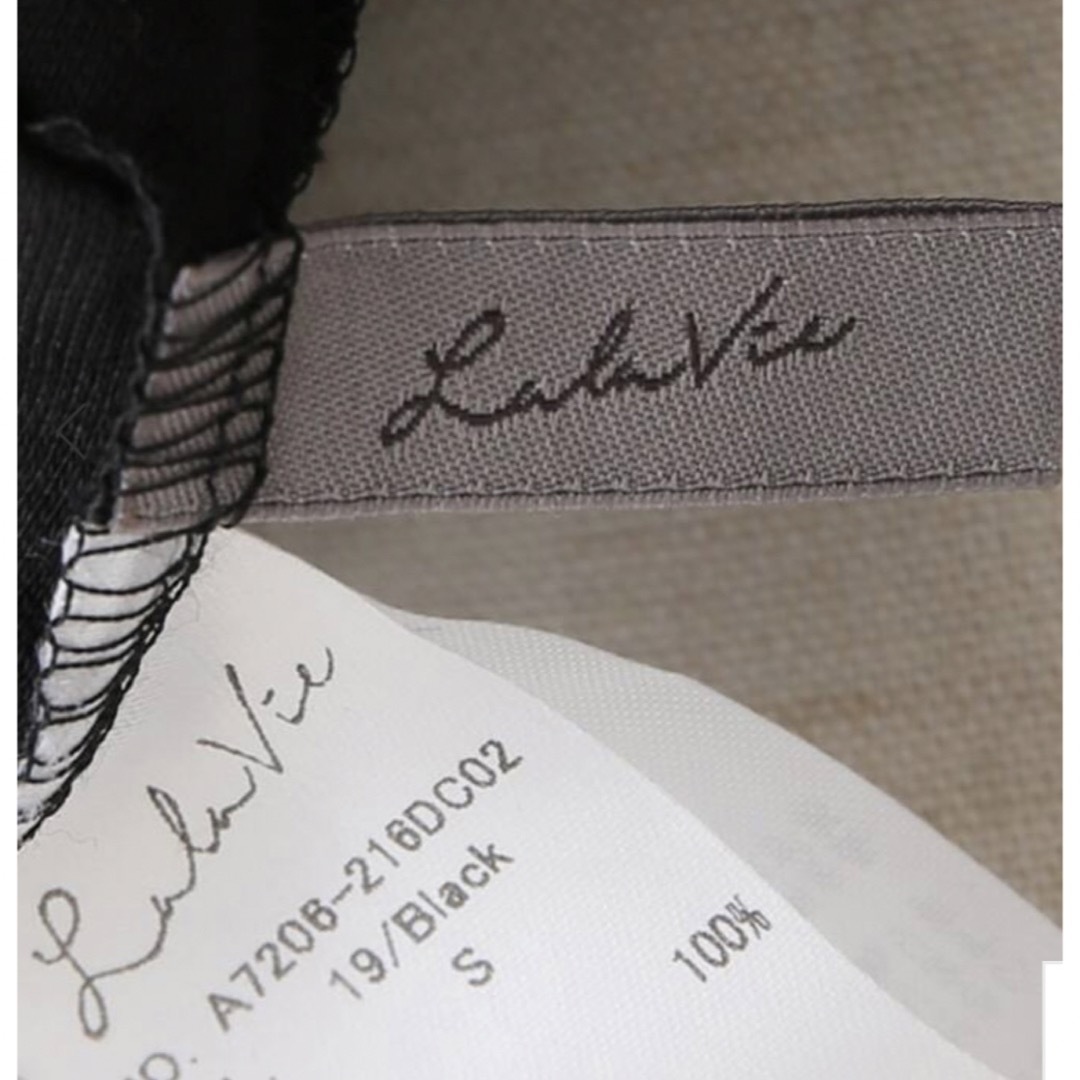 LalaVie
LalaVie
A7206-216DC02
19/Black
S
100%
o.